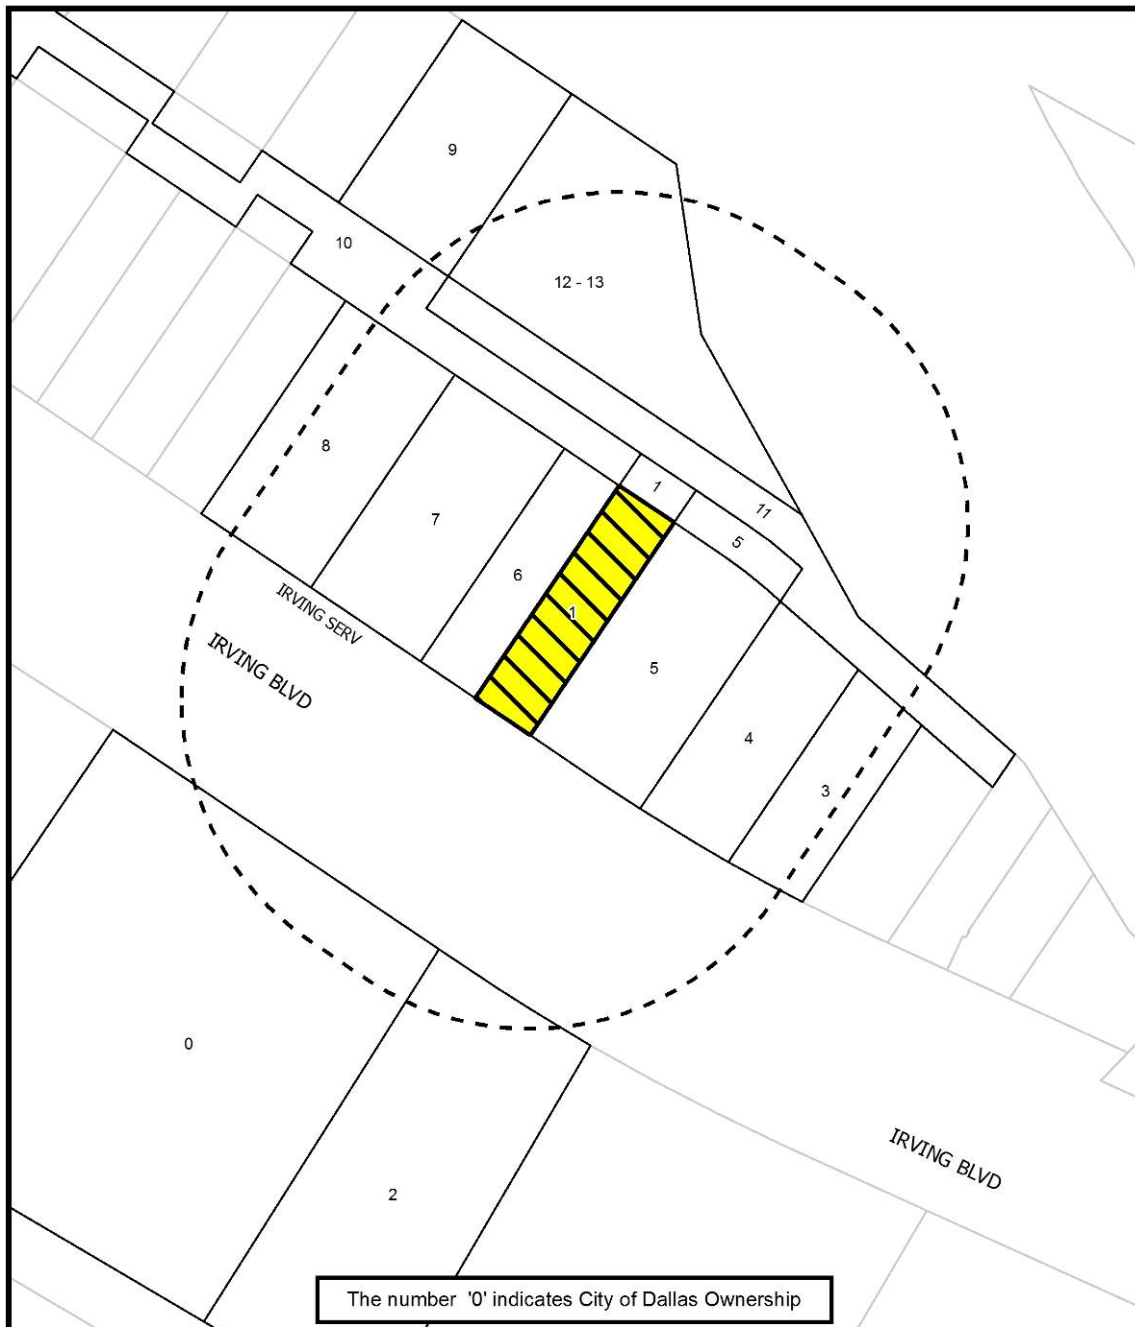 9
10
12 - 13
8
1
11
7
5
6
IRVING SERV
1
IRVING BLVD
5
4
3
0
IRVING BLVD
2
The number '0' indicates City of Dallas Ownership